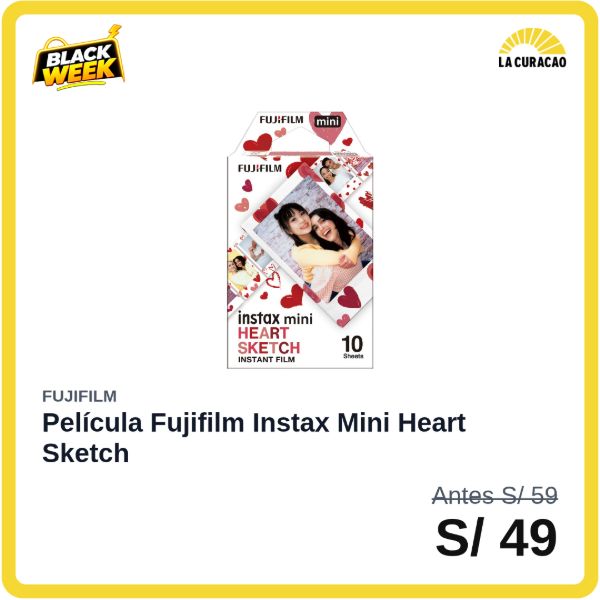 BLACK
WEEK
LA CURACAO
FUJIFILM
mini
FUJIFILM
instax mini
HEART
SKETCH
INSTANT FILM
10
Sheets
FUJIFILM
Película Fujifilm Instax Mini Heart
Sketch
Antes S/ 59
S/ 49